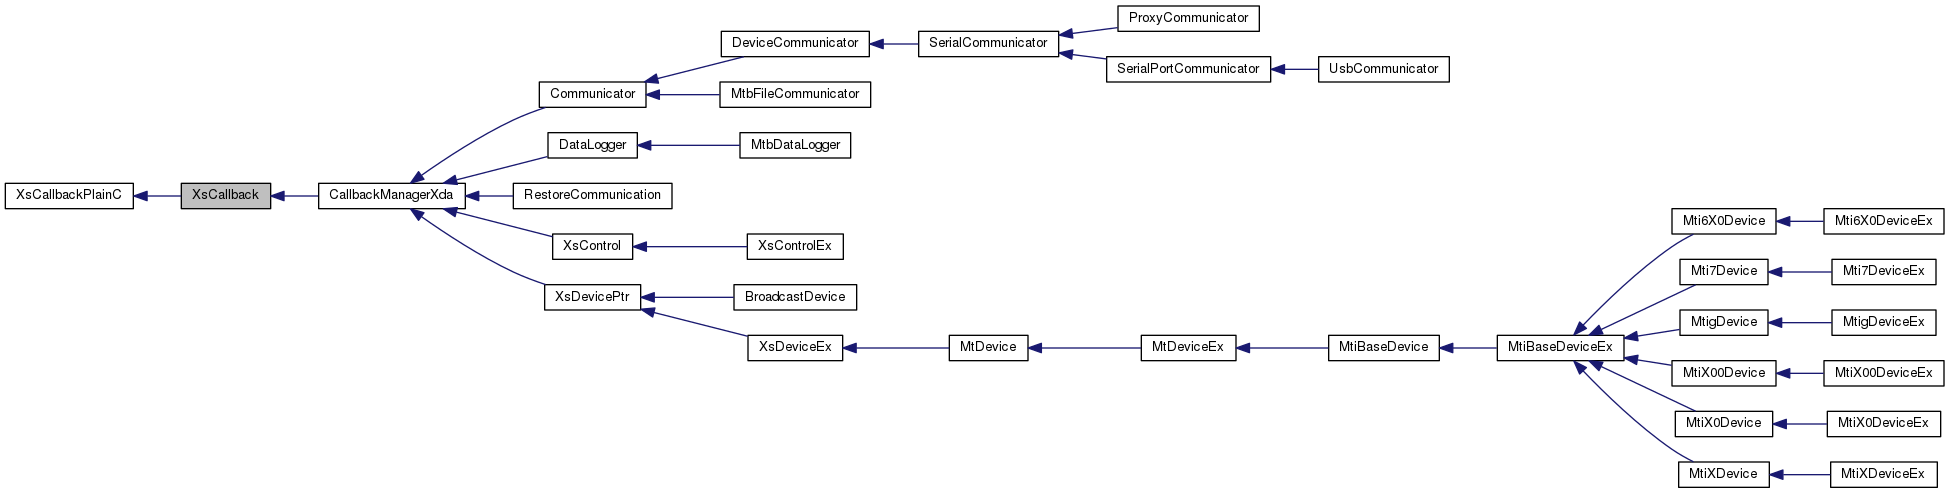 ProxyCommunicator
DeviceCommunicator
SerialCommunicator
SerialPortCommunicator
UsbCommunicator
Communicator
MtbFileCommunicator
DataLogger
MtbDataLogger
XsCallbackPlainC
XsCallback
CallbackManagerXda
RestoreCommunication
Mti6X0Device
Mti6X0DeviceEx
XsControl
XsControlEx
Mti7Device
Mti7DeviceEx
XsDevicePtr
BroadcastDevice
MtigDevice
MtigDeviceEx
XsDeviceEx
MtDevice
MtDeviceEx
MtiBaseDevice
MtiBaseDeviceEx
MtiX00Device
MtiX00DeviceEx
MtiX0Device
MtiX0DeviceEx
MtiXDevice
MtiXDeviceEx